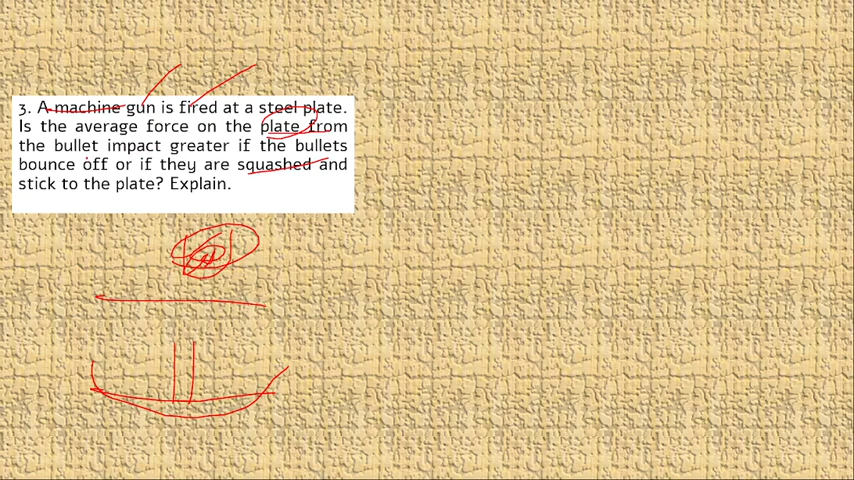 3. A machine gun is fired at a steel plate.
Is the average force on the plate from
the bullet impact greater if the bullets
bounce off or if they are squashed and
stick to the plate? Explain.